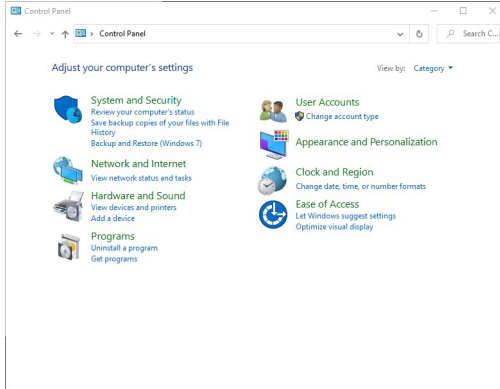 Control Panel
Control Panel
Search C...
Adjust your computer's settings
View by: Category
System and Security
Review your computer's status
Save backup copies of your files with File
History
Backup and Restore (Windows 7)
Network and Internet
View network status and tasks
Hardware and Sound
View devices and printers
Add a device
Programs
Uninstall a program
Get programs
User Accounts
Change account type
Appearance and Personalization
Clock and Region
Change date, time, or number formats
Ease of Access
Let Windows suggest settings
Optimize visual display